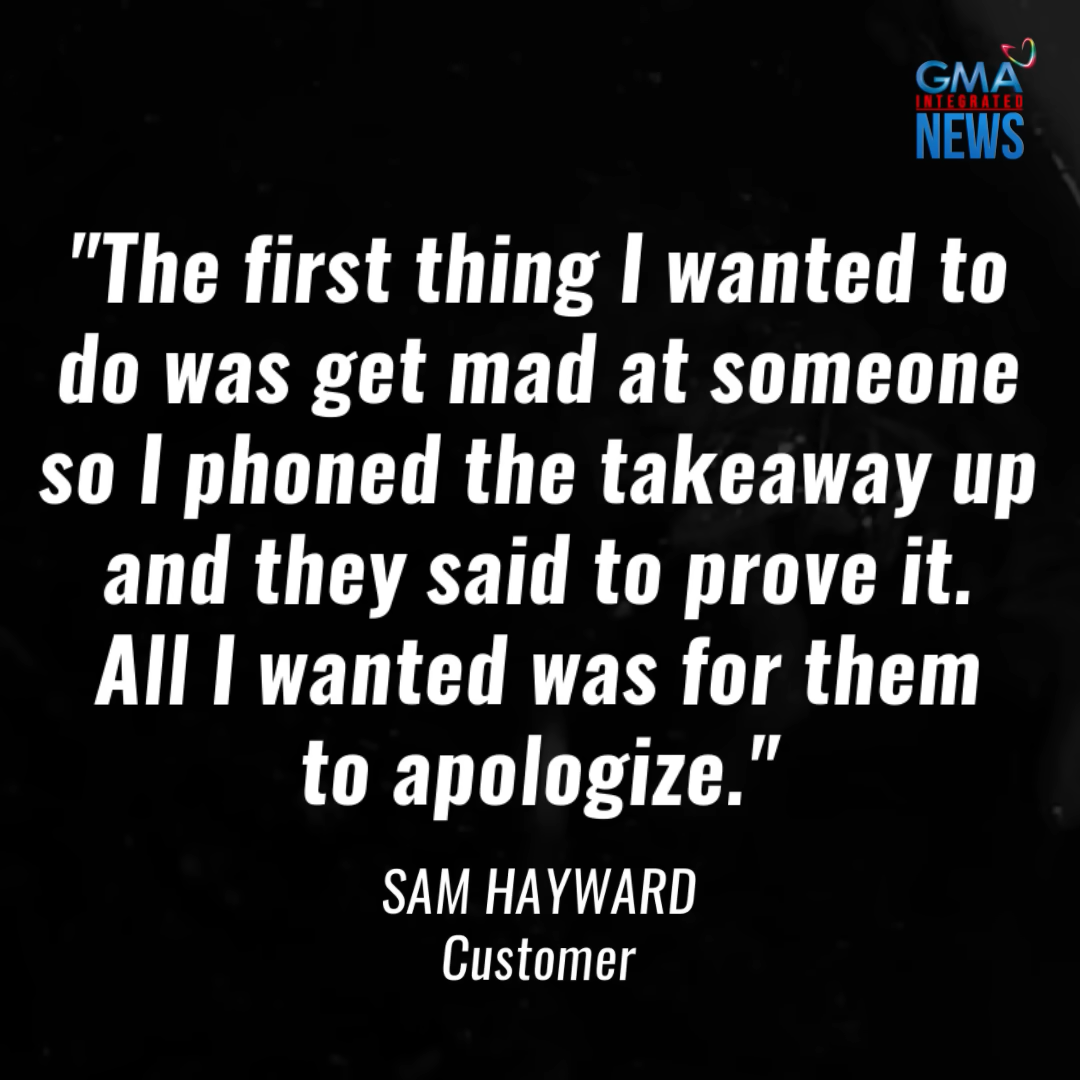 GMA
INTEGRATED
NEWS
"The first thing I wanted to
do was get mad at someone
so I phoned the takeaway up
and they said to prove it.
All I wanted was for them
to apologize."
SAM HAYWARD
Customer